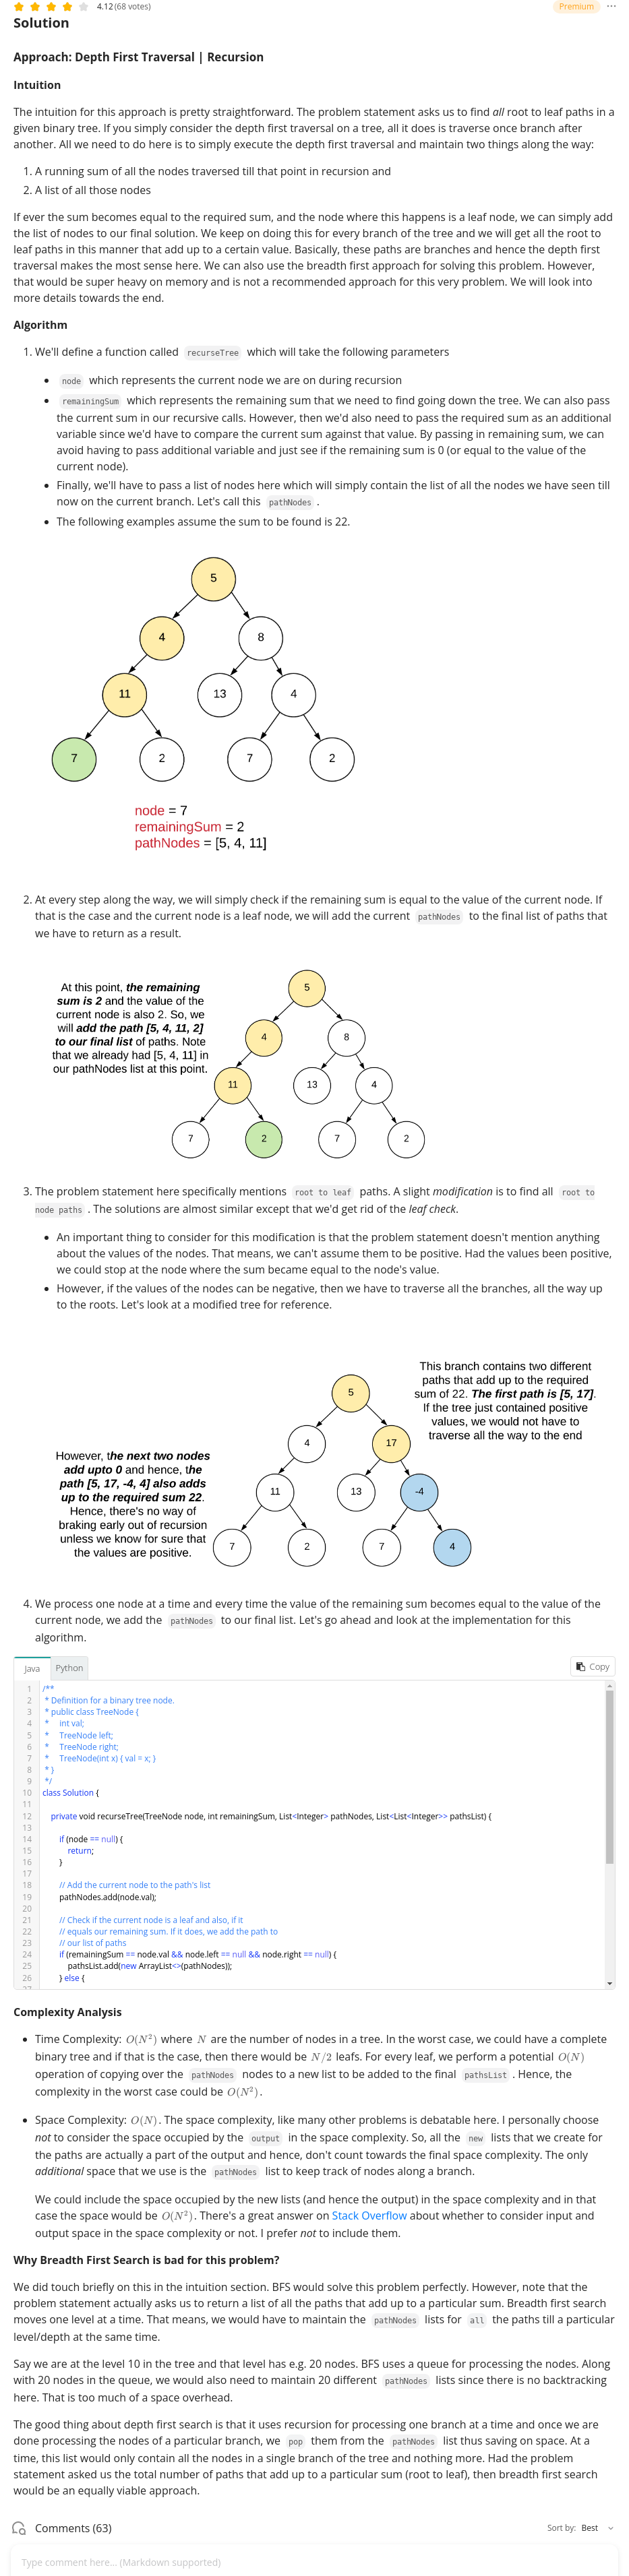 4.12 (68 votes)
Premium
Solution
Approach: Depth First Traversal | Recursion
Intuition
The intuition for this approach is pretty straightforward. The problem statement asks us to find all root to leaf paths in a
given binary tree. If you simply consider the depth first traversal on a tree, all it does is traverse once branch after
another. All we need to do here is to simply execute the depth first traversal and maintain two things along the way:
1. A running sum of all the nodes traversed till that point in recursion and
2. A list of all those nodes
If ever the sum becomes equal to the required sum, and the node where this happens is a leaf node, we can simply add
the list of nodes to our final solution. We keep on doing this for every branch of the tree and we will get all the root to
leaf paths in this manner that add up to a certain value. Basically, these paths are branches and hence the depth first
traversal makes the most sense here. We can also use the breadth first approach for solving this problem. However,
that would be super heavy on memory and is not a recommended approach for this very problem. We will look into
more details towards the end.
Algorithm
1. We'll define a function called recurseTree which will take the following parameters
• node which represents the current node we are on during recursion
• remainingSum which represents the remaining sum that we need to find going down the tree. We can also pass
the current sum in our recursive calls. However, then we'd also need to pass the required sum as an additional
variable since we'd have to compare the current sum against that value. By passing in remaining sum, we can
avoid having to pass additional variable and just see if the remaining sum is 0 (or equal to the value of the
current node).
• Finally, we'll have to pass a list of nodes here which will simply contain the list of all the nodes we have seen till
now on the current branch. Let's call this pathNodes .
• The following examples assume the sum to be found is 22.
5
4 8
11 13 4
7 2 7 2
node = 7
remainingSum = 2
pathNodes = [5, 4, 11]
2. At every step along the way, we will simply check if the remaining sum is equal to the value of the current node. If
that is the case and the current node is a leaf node, we will add the current pathNodes to the final list of paths that
we have to return as a result.
At this point, the remaining
sum is 2 and the value of the
current node is also 2. So, we
will add the path [5, 4, 11, 2]
to our final list of paths. Note
that we already had [5, 4, 11] in
our pathNodes list at this point.
5
4 8
11 13 4
7 2 7 2
3. The problem statement here specifically mentions root to leaf paths. A slight modification is to find all root to
node paths . The solutions are almost similar except that we'd get rid of the leaf check.
• An important thing to consider for this modification is that the problem statement doesn't mention anything
about the values of the nodes. That means, we can't assume them to be positive. Had the values been positive,
we could stop at the node where the sum became equal to the node's value.
• However, if the values of the nodes can be negative, then we have to traverse all the branches, all the way up
to the roots. Let's look at a modified tree for reference.
This branch contains two different
paths that add up to the required
sum of 22. The first path is [5, 17].
If the tree just contained positive
values, we would not have to
traverse all the way to the end
However, the next two nodes
add upto 0 and hence, the
path [5, 17, -4, 4] also adds
up to the required sum 22.
Hence, there's no way of
braking early out of recursion
unless we know for sure that
the values are positive.
5
4 17
11 13 -4
7 2 7 4
4. We process one node at a time and every time the value of the remaining sum becomes equal to the value of the
current node, we add the pathNodes to our final list. Let's go ahead and look at the implementation for this
algorithm.
Java Python Copy
1 /**
2 * Definition for a binary tree node.
3 * public class TreeNode {
4 * int val;
5 * TreeNode left;
6 * TreeNode right;
7 * TreeNode(int x) { val = x; }
8 * }
9 */
10 class Solution {
11
12 private void recurseTree(TreeNode node, int remainingSum, List<Integer> pathNodes, List<List<Integer>> pathsList) {
13
14 if (node == null) {
15 return;
16 }
17
18 // Add the current node to the path's list
19 pathNodes.add(node.val);
20
21 // Check if the current node is a leaf and also, if it
22 // equals our remaining sum. If it does, we add the path to
23 // our list of paths
24 if (remainingSum == node.val && node.left == null && node.right == null) {
25 pathsList.add(new ArrayList<>(pathNodes));
26 } else {
Complexity Analysis
• Time Complexity: O(N²) where N are the number of nodes in a tree. In the worst case, we could have a complete
binary tree and if that is the case, then there would be N/2 leafs. For every leaf, we perform a potential O(N)
operation of copying over the pathNodes nodes to a new list to be added to the final pathsList . Hence, the
complexity in the worst case could be O(N²).
• Space Complexity: O(N). The space complexity, like many other problems is debatable here. I personally choose
not to consider the space occupied by the output in the space complexity. So, all the new lists that we create for
the paths are actually a part of the output and hence, don't count towards the final space complexity. The only
additional space that we use is the pathNodes list to keep track of nodes along a branch.
We could include the space occupied by the new lists (and hence the output) in the space complexity and in that
case the space would be O(N²). There's a great answer on Stack Overflow about whether to consider input and
output space in the space complexity or not. I prefer not to include them.
Why Breadth First Search is bad for this problem?
We did touch briefly on this in the intuition section. BFS would solve this problem perfectly. However, note that the
problem statement actually asks us to return a list of all the paths that add up to a particular sum. Breadth first search
moves one level at a time. That means, we would have to maintain the pathNodes lists for all the paths till a particular
level/depth at the same time.
Say we are at the level 10 in the tree and that level has e.g. 20 nodes. BFS uses a queue for processing the nodes. Along
with 20 nodes in the queue, we would also need to maintain 20 different pathNodes lists since there is no backtracking
here. That is too much of a space overhead.
The good thing about depth first search is that it uses recursion for processing one branch at a time and once we are
done processing the nodes of a particular branch, we pop them from the pathNodes list thus saving on space. At a
time, this list would only contain all the nodes in a single branch of the tree and nothing more. Had the problem
statement asked us the total number of paths that add up to a particular sum (root to leaf), then breadth first search
would be an equally viable approach.
Comments (63)
Sort by: Best
Type comment here... (Markdown supported)